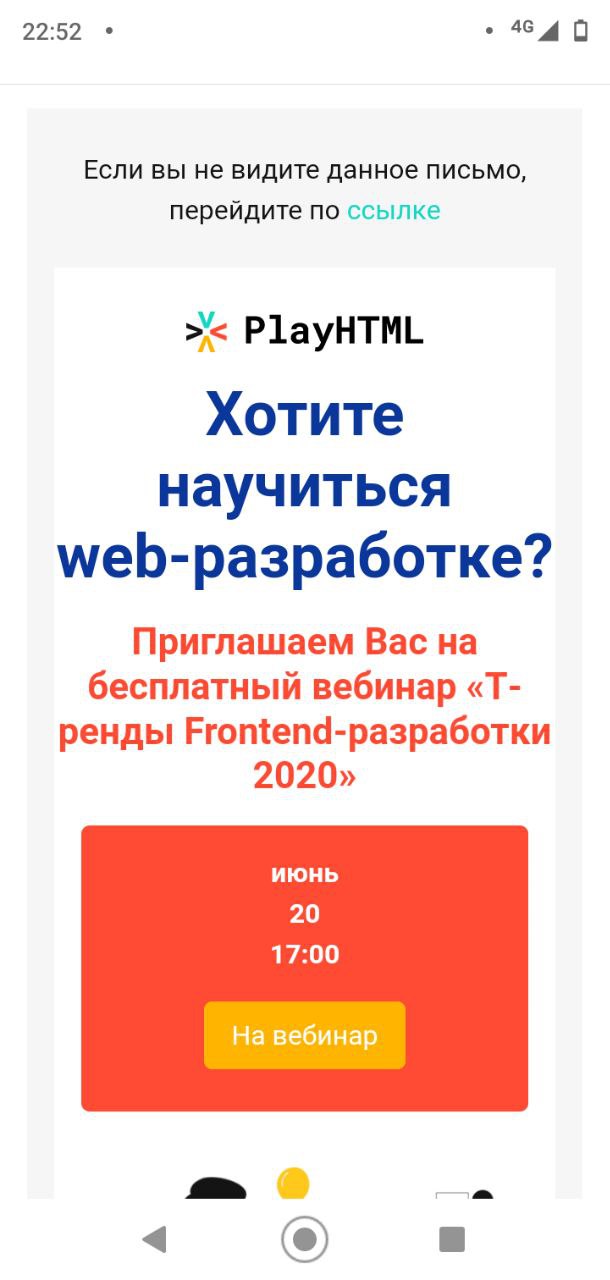 22:52
4G
Если вы не видите данное письмо,
перейдите по ссылке
PlayHTML
Хотите
научиться
web-разработке?
Приглашаем Вас на
бесплатный вебинар «Т-
ренды Frontend-разработки
2020»
июнь
20
17:00
На вебинар